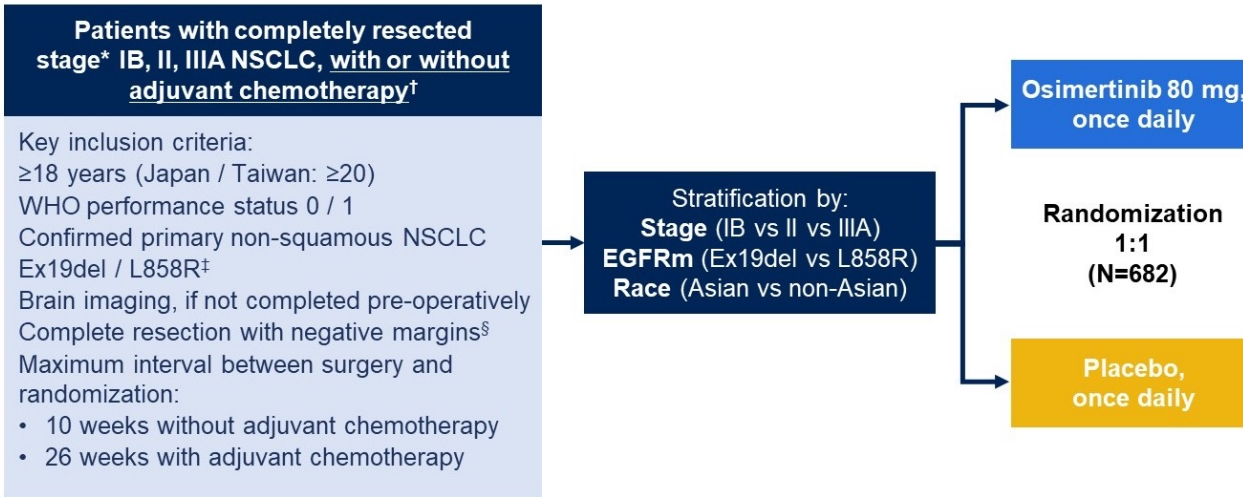 Patients with completely resected
stage* IB, II, IIIA NSCLC, with or without
adjuvant chemotherapy†
Key inclusion criteria:
≥18 years (Japan / Taiwan: ≥20)
WHO performance status 0 / 1
Confirmed primary non-squamous NSCLC
Ex19del / L858R‡
Brain imaging, if not completed pre-operatively
Complete resection with negative margins§
Maximum interval between surgery and
randomization:
• 10 weeks without adjuvant chemotherapy
• 26 weeks with adjuvant chemotherapy
Stratification by:
Stage (IB vs II vs IIIA)
EGFRm (Ex19del vs L858R)
Race (Asian vs non-Asian)
Osimertinib 80 mg,
once daily
Randomization
1:1
(N=682)
Placebo,
once daily